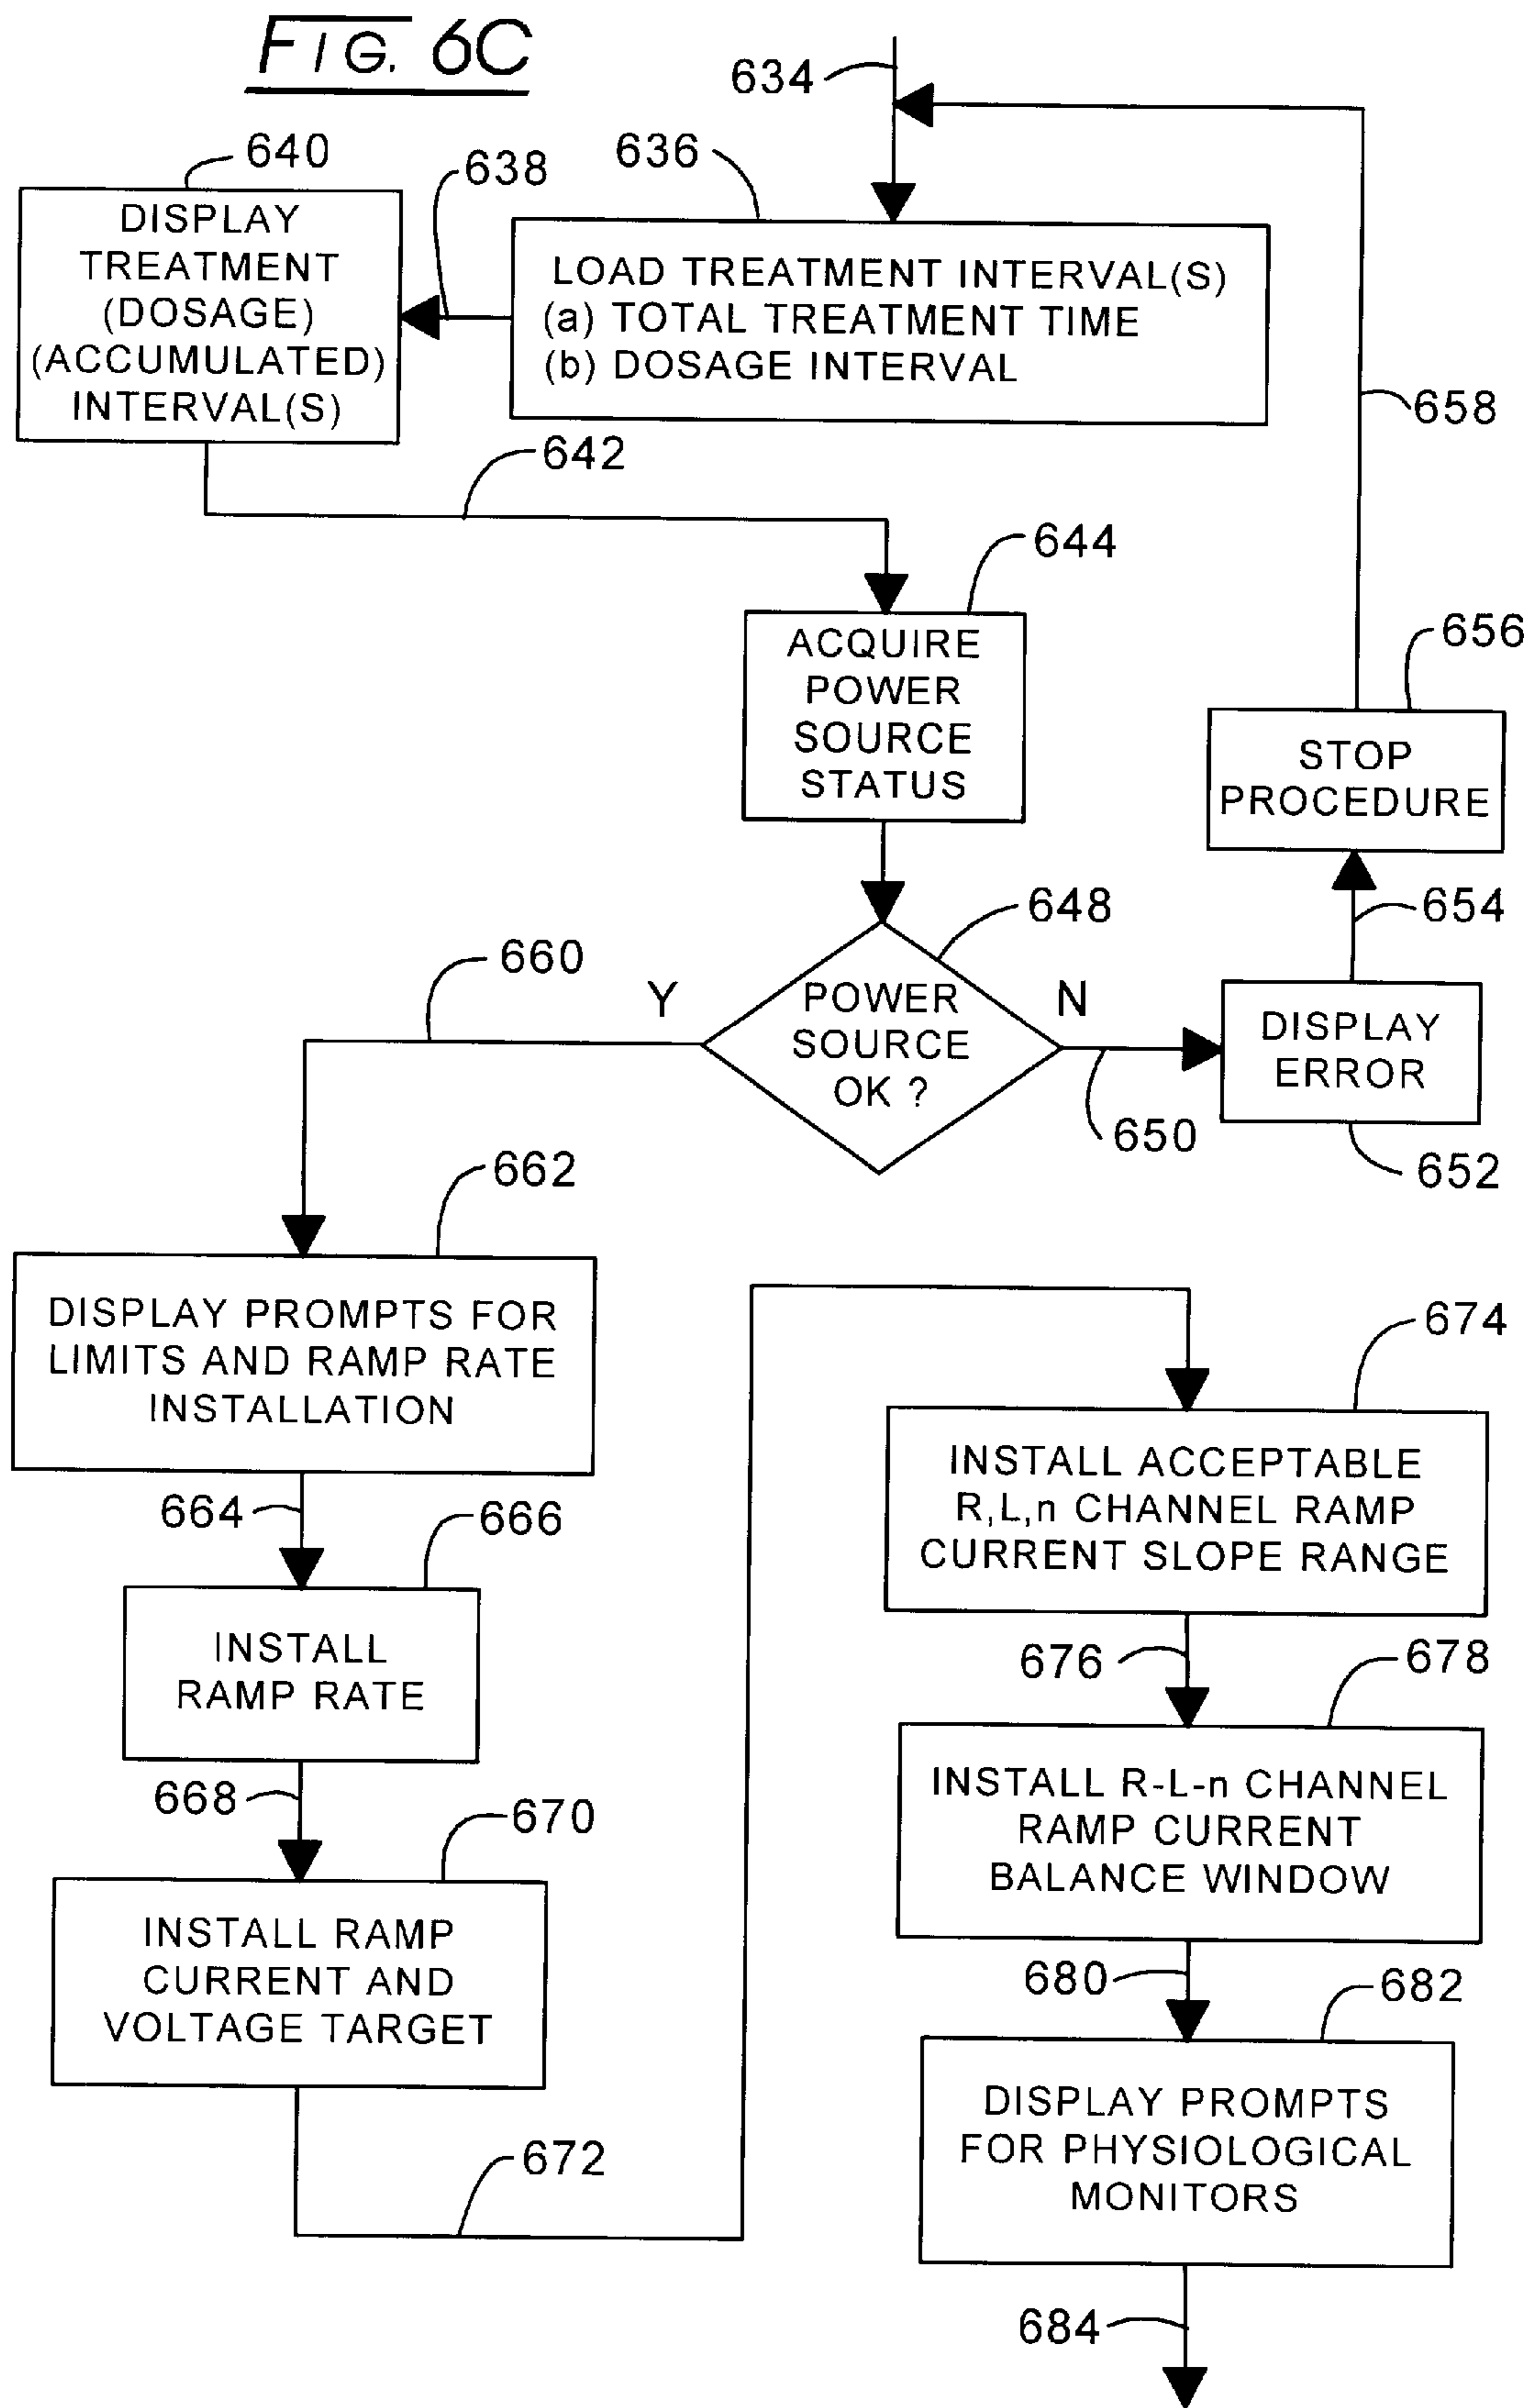 FIG. 6C
634
640
638
636
DISPLAY
TREATMENT
(DOSAGE)
(ACCUMULATED)
INTERVAL(S)
LOAD TREATMENT INTERVAL(S)
(a) TOTAL TREATMENT TIME
(b) DOSAGE INTERVAL
658
642
644
ACQUIRE
POWER
SOURCE
STATUS
656
STOP
PROCEDURE
654
648
660
Y
POWER
SOURCE
OK ?
N
650
DISPLAY
ERROR
652
662
DISPLAY PROMPTS FOR
LIMITS AND RAMP RATE
INSTALLATION
664
666
INSTALL
RAMP RATE
668
670
INSTALL RAMP
CURRENT AND
VOLTAGE TARGET
672
674
INSTALL ACCEPTABLE
R,L,n CHANNEL RAMP
CURRENT SLOPE RANGE
676
678
INSTALL R-L-n CHANNEL
RAMP CURRENT
BALANCE WINDOW
680
682
DISPLAY PROMPTS
FOR PHYSIOLOGICAL
MONITORS
684